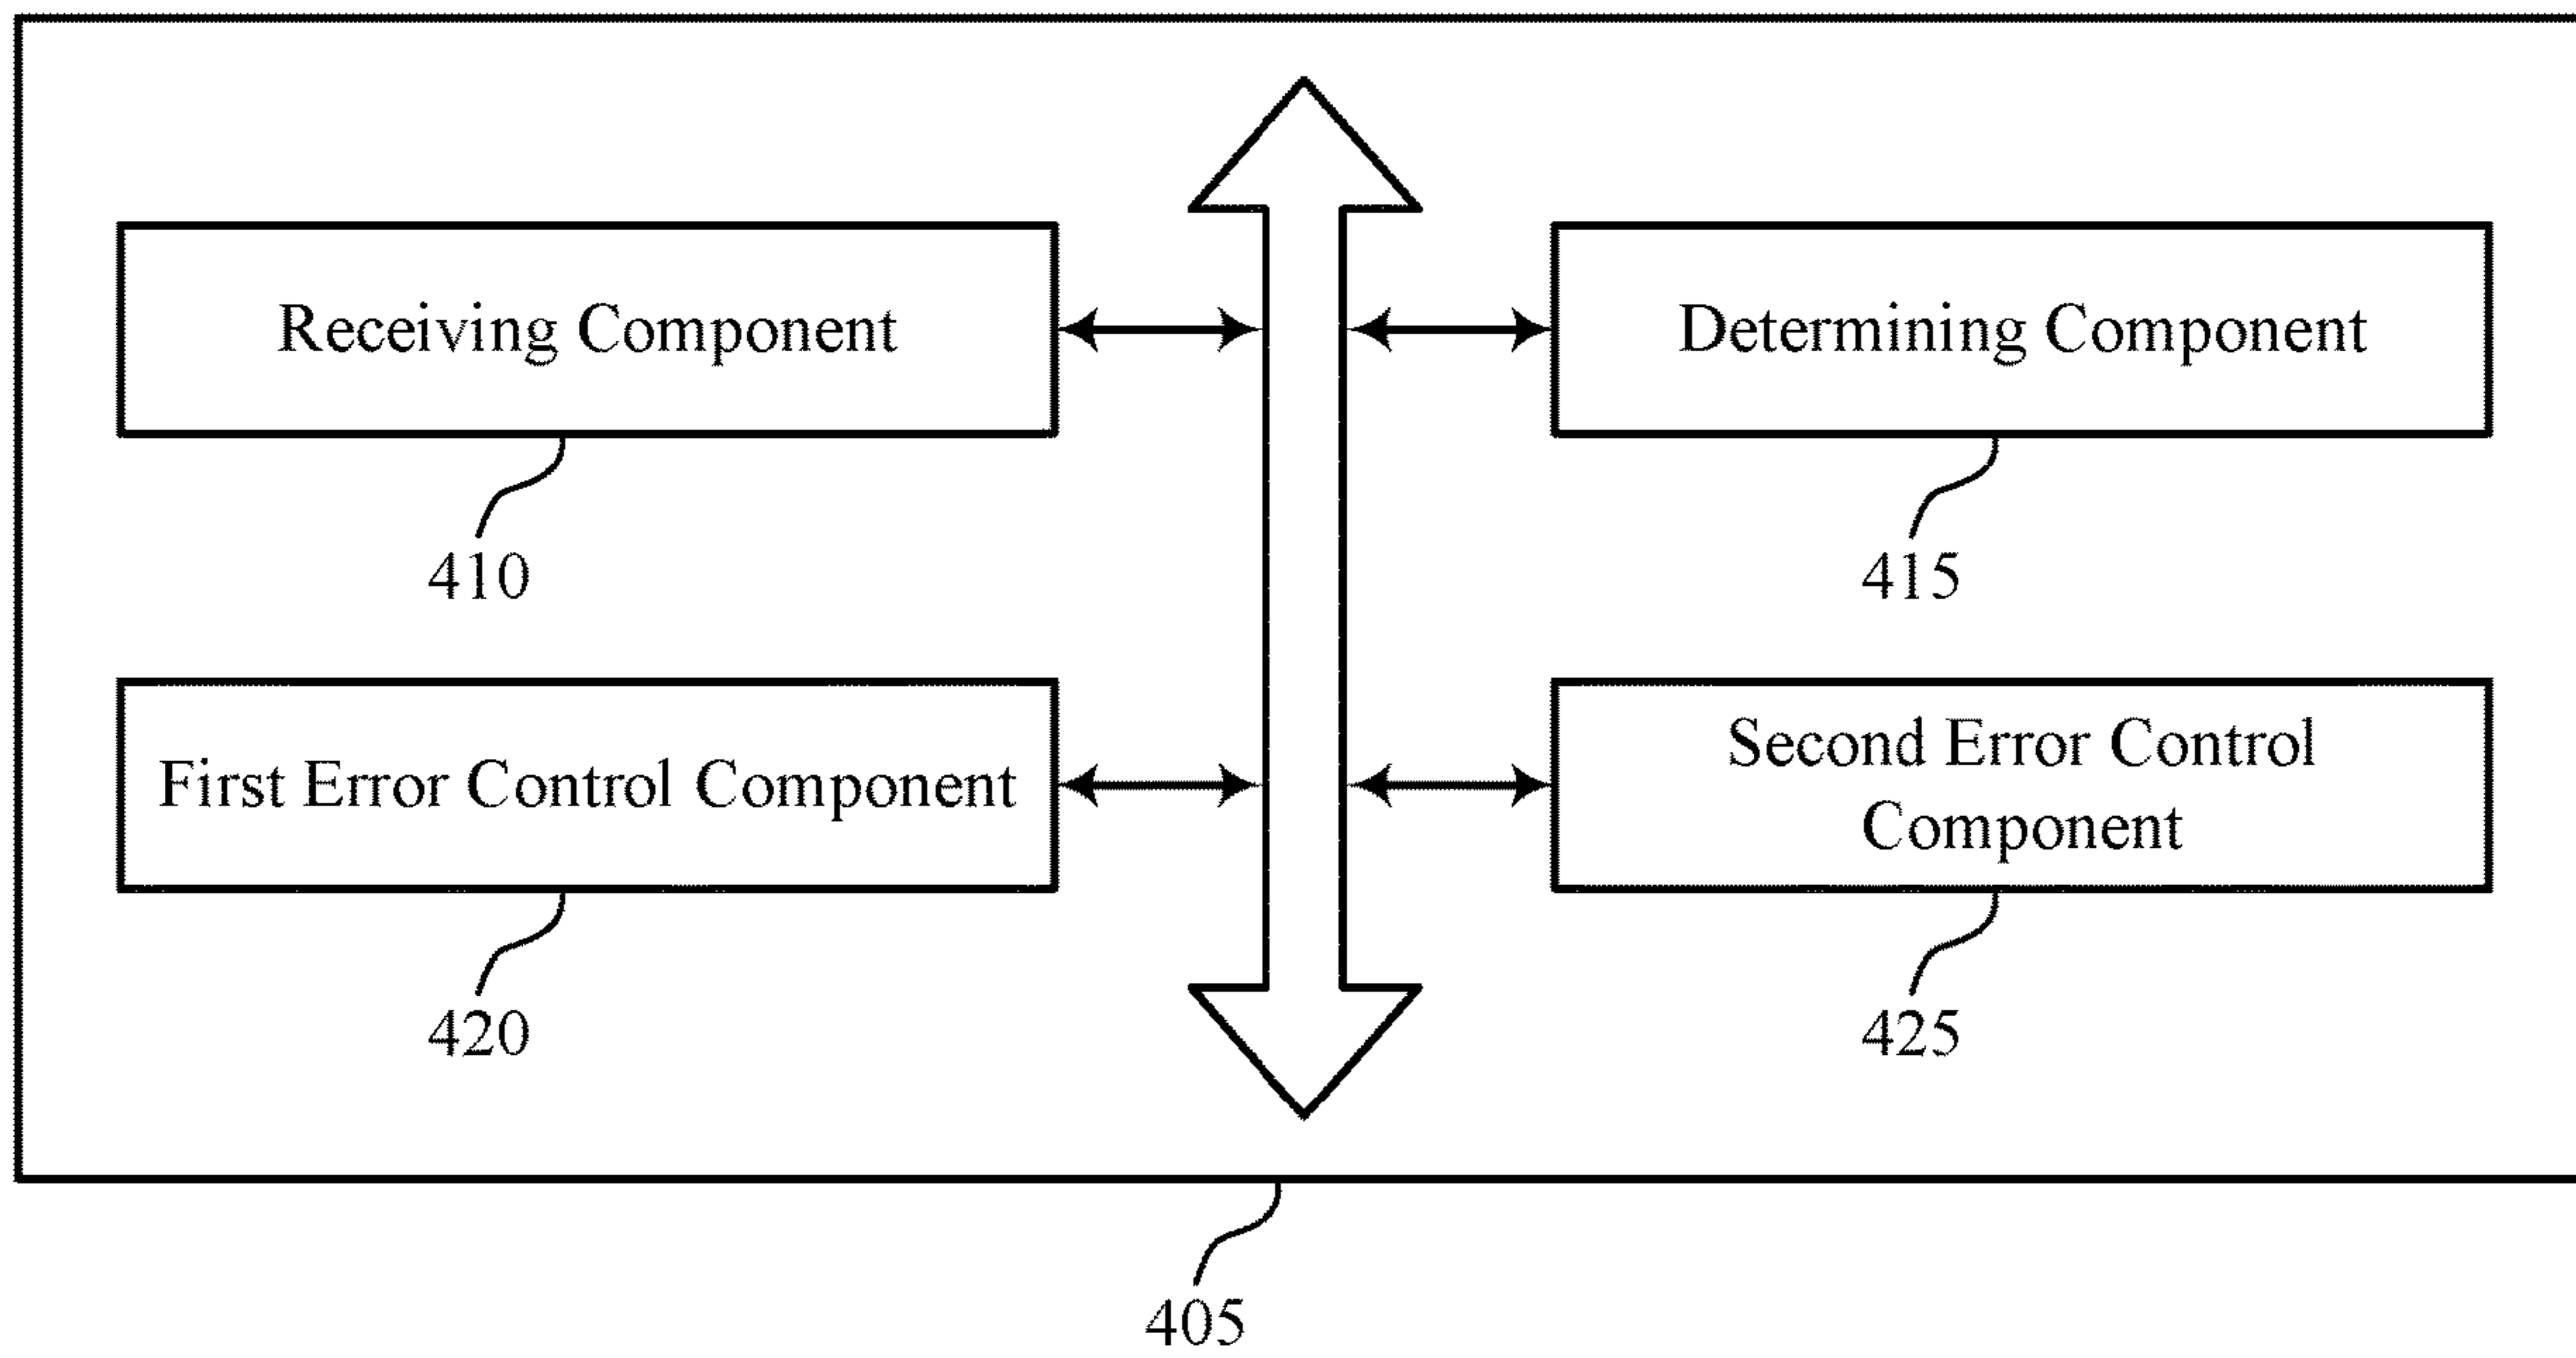 Receiving Component
Determining Component
410
415
First Error Control Component
Second Error Control
Component
420
425
405